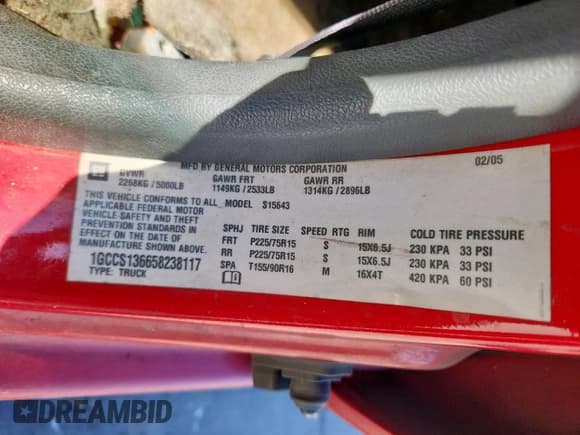 GM
MFD BY GENERAL MOTORS CORPORATION 02/05
GVWR GAWR FRT GAWR RR
2268KG / 5000LB 1149KG / 2533LB 1314KG / 2896LB
THIS VEHICLE CONFORMS TO ALL MODEL S15643
APPLICABLE FEDERAL MOTOR
VEHICLE SAFETY AND THEFT
PREVENTION STANDARDS IN
EFFECT ON THE DATE OF
MANUFACTURE SHOWN ABOVE.
1GCCS136658238117
TYPE: TRUCK
SPHJ TIRE SIZE SPEED RTG RIM COLD TIRE PRESSURE
FRT P225/75R15 S 15X6.5J 230 KPA 33 PSI
RR P225/75R15 S 15X6.5J 230 KPA 33 PSI
SPA T155/90R16 M 16X4T 420 KPA 60 PSI
DREAMBID